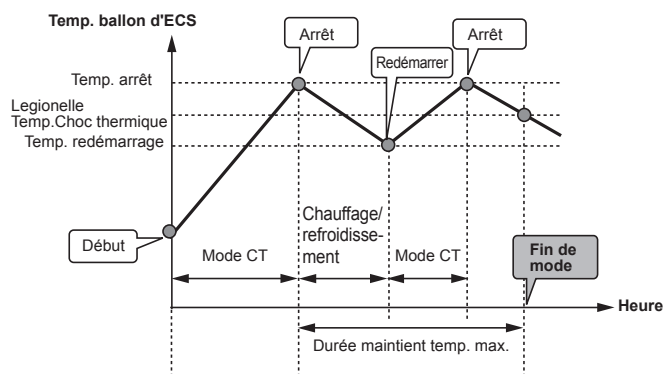 Temp. ballon d'ECS
Arrêt
Arrêt
Redémarrer
Temp. arrêt
Legionelle
Temp.Choc thermique
Temp. redémarrage
Début
Mode CT
Chauffage/
refroidisse-
ment
Mode CT
Fin de
mode
Heure
Durée maintient temp. max.